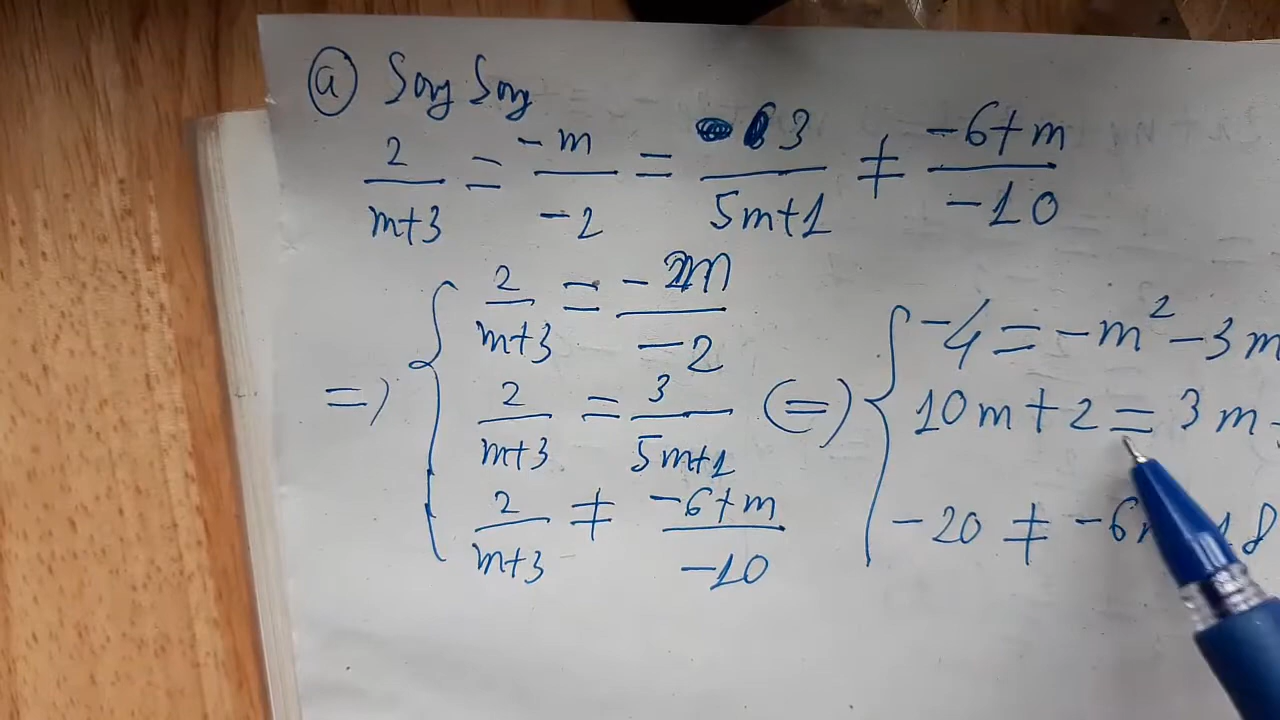 a Song Song
2/(m+3) = -m/-2 = 3/(5m+1) ≠ (-6+m)/-10
=> { 2/(m+3) = -m/-2
2/(m+3) = 3/(5m+1)
2/(m+3) ≠ (-6+m)/-10
(=) { -4 = -m² -3m
10m+2 = 3m
-20 ≠